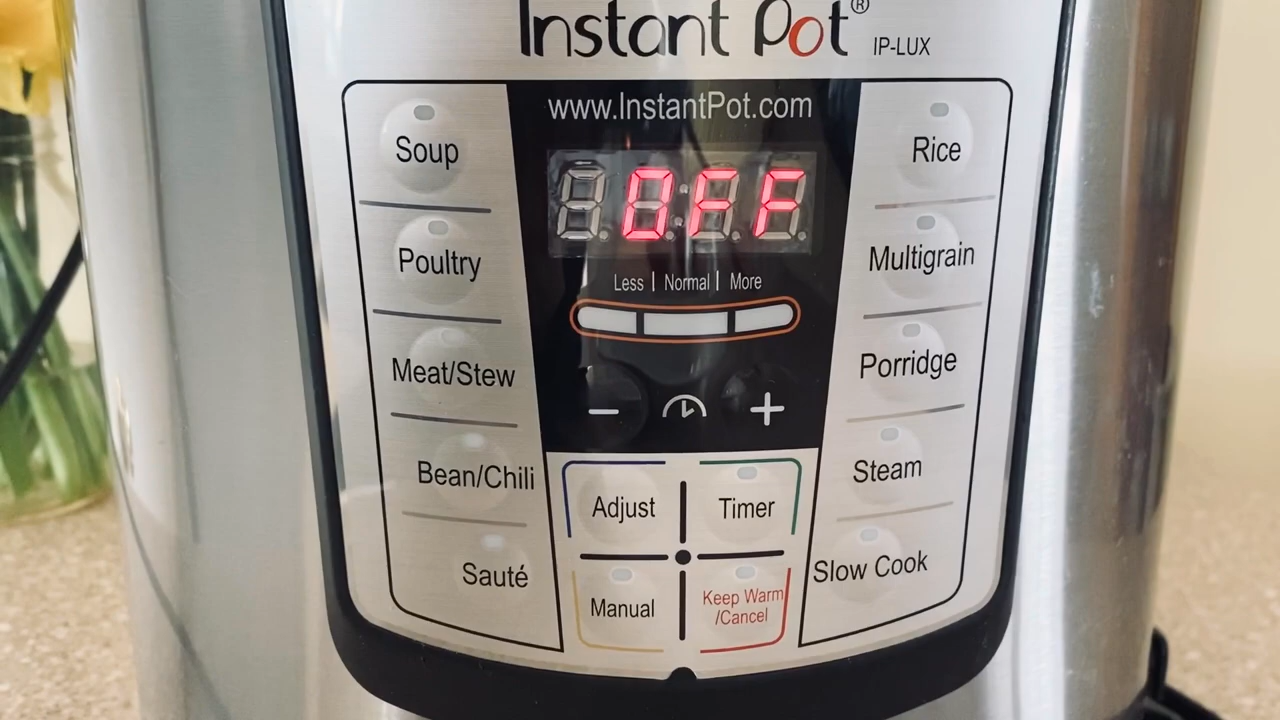 Instant Pot®
IP-LUX
www.InstantPot.com
OFF
Less | Normal | More
− +
Soup
Poultry
Meat/Stew
Bean/Chili
Sauté
Rice
Multigrain
Porridge
Steam
Slow Cook
Adjust
Timer
Manual
Keep Warm
/Cancel